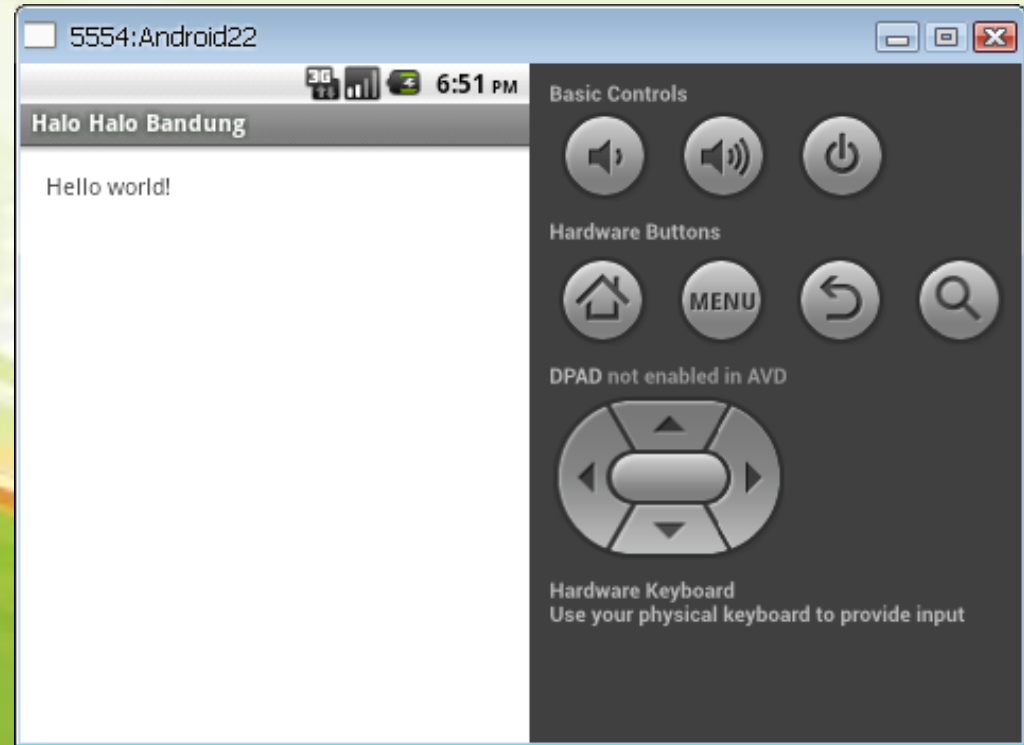 5554:Android22
3G
6:51 PM
Halo Halo Bandung
Hello world!
Basic Controls
Hardware Buttons
MENU
DPAD not enabled in AVD
Hardware Keyboard
Use your physical keyboard to provide input